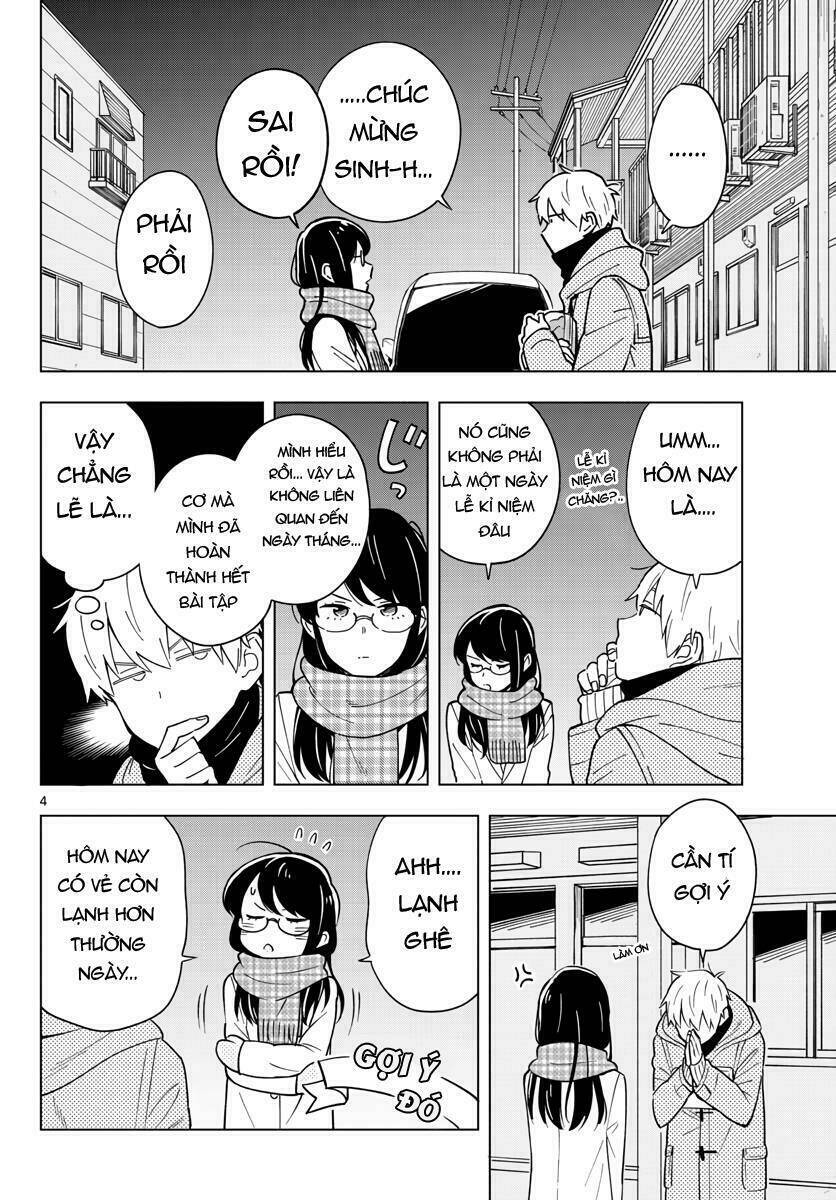 ......
.....CHÚC
MỪNG
SINH-H...
SAI
RỒI!
PHẢI
RỒI
UMM...
HÔM NAY
LÀ....
LỄ KỈ
NIỆM GÌ
CHĂNG?..
NÓ CŨNG
KHÔNG PHẢI
LÀ MỘT NGÀY
LỄ KỈ NIỆM
ĐÂU
じっ
MÌNH HIỂU
RỒI... VẬY LÀ
KHÔNG LIÊN
QUAN ĐẾN
NGÀY THÁNG...
CƠ MÀ
MÌNH ĐÃ
HOÀN
THÀNH HẾT
BÀI TẬP
VẬY
CHẲNG
LẼ LÀ...
4
CẦN TÍ
GỢI Ý
LÀM ƠN
AHH....
LẠNH
GHÊ
HÔM NAY
CÓ VẺ CÒN
LẠNH HƠN
THƯỜNG
NGÀY...
GỢI Ý
ĐÓ